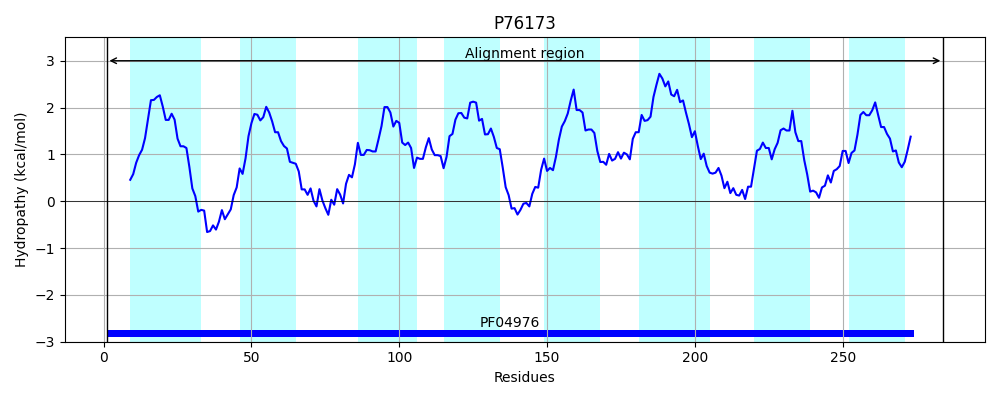 P76173
Hydropathy (kcal/mol)
3
2
1
0
−1
−2
−3
Alignment region
PF04976
0 50 100 150 200 250
Residues